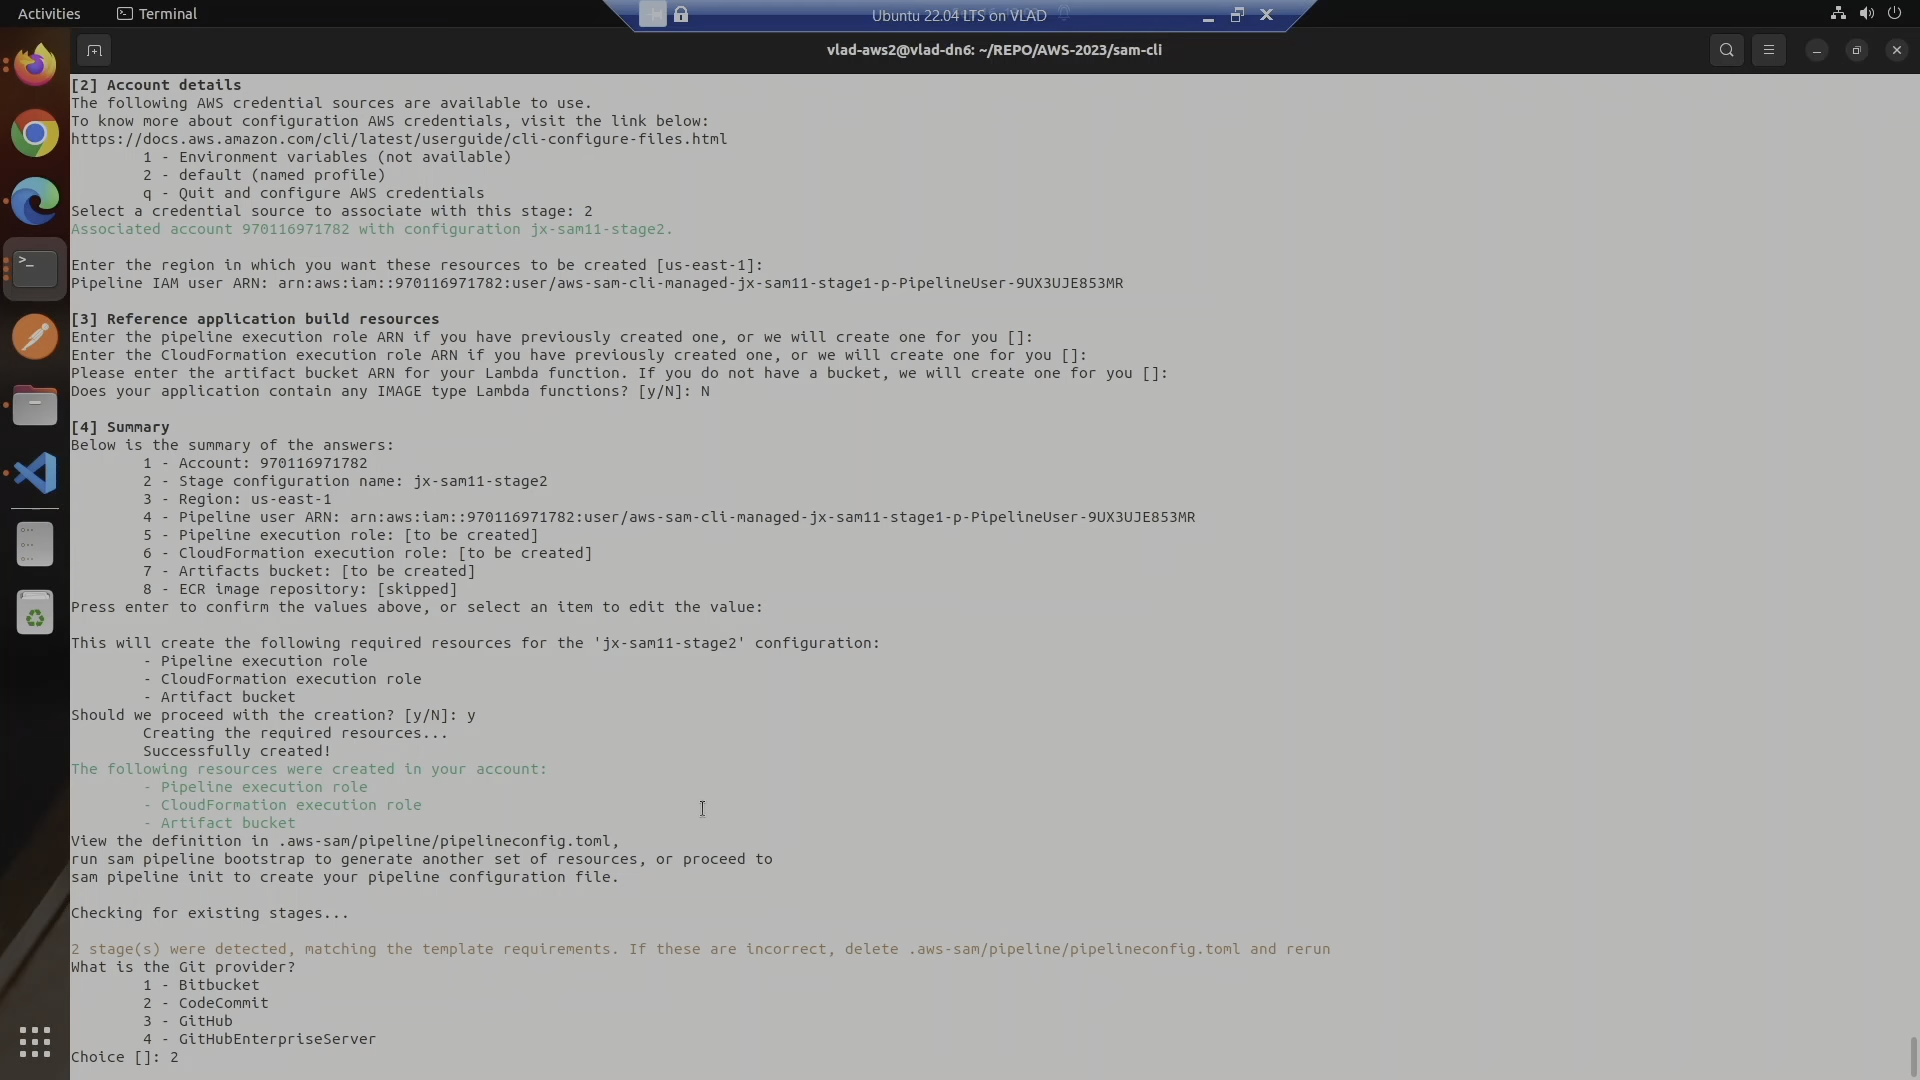 Activities
Terminal
Ubuntu 22.04 LTS on VLAD
vlad-aws2@vlad-dn6: ~/REPO/AWS-2023/sam-cli
[2] Account details
The following AWS credential sources are available to use.
To know more about configuration AWS credentials, visit the link below:
https://docs.aws.amazon.com/cli/latest/userguide/cli-configure-files.html
1 - Environment variables (not available)
2 - default (named profile)
q - Quit and configure AWS credentials
Select a credential source to associate with this stage: 2
Associated account 970116971782 with configuration jx-sam11-stage2.
Enter the region in which you want these resources to be created [us-east-1]:
Pipeline IAM user ARN: arn:aws:iam::970116971782:user/aws-sam-cli-managed-jx-sam11-stage1-p-PipelineUser-9UX3UJE853MR
[3] Reference application build resources
Enter the pipeline execution role ARN if you have previously created one, or we will create one for you []:
Enter the CloudFormation execution role ARN if you have previously created one, or we will create one for you []:
Please enter the artifact bucket ARN for your Lambda function. If you do not have a bucket, we will create one for you []:
Does your application contain any IMAGE type Lambda functions? [y/N]: N
[4] Summary
Below is the summary of the answers:
1 - Account: 970116971782
2 - Stage configuration name: jx-sam11-stage2
3 - Region: us-east-1
4 - Pipeline user ARN: arn:aws:iam::970116971782:user/aws-sam-cli-managed-jx-sam11-stage1-p-PipelineUser-9UX3UJE853MR
5 - Pipeline execution role: [to be created]
6 - CloudFormation execution role: [to be created]
7 - Artifacts bucket: [to be created]
8 - ECR image repository: [skipped]
Press enter to confirm the values above, or select an item to edit the value:
This will create the following required resources for the 'jx-sam11-stage2' configuration:
- Pipeline execution role
- CloudFormation execution role
- Artifact bucket
Should we proceed with the creation? [y/N]: y
Creating the required resources...
Successfully created!
The following resources were created in your account:
- Pipeline execution role
- CloudFormation execution role
- Artifact bucket
View the definition in .aws-sam/pipeline/pipelineconfig.toml,
run sam pipeline bootstrap to generate another set of resources, or proceed to
sam pipeline init to create your pipeline configuration file.
Checking for existing stages...
2 stage(s) were detected, matching the template requirements. If these are incorrect, delete .aws-sam/pipeline/pipelineconfig.toml and rerun
What is the Git provider?
1 - Bitbucket
2 - CodeCommit
3 - GitHub
4 - GitHubEnterpriseServer
Choice []: 2